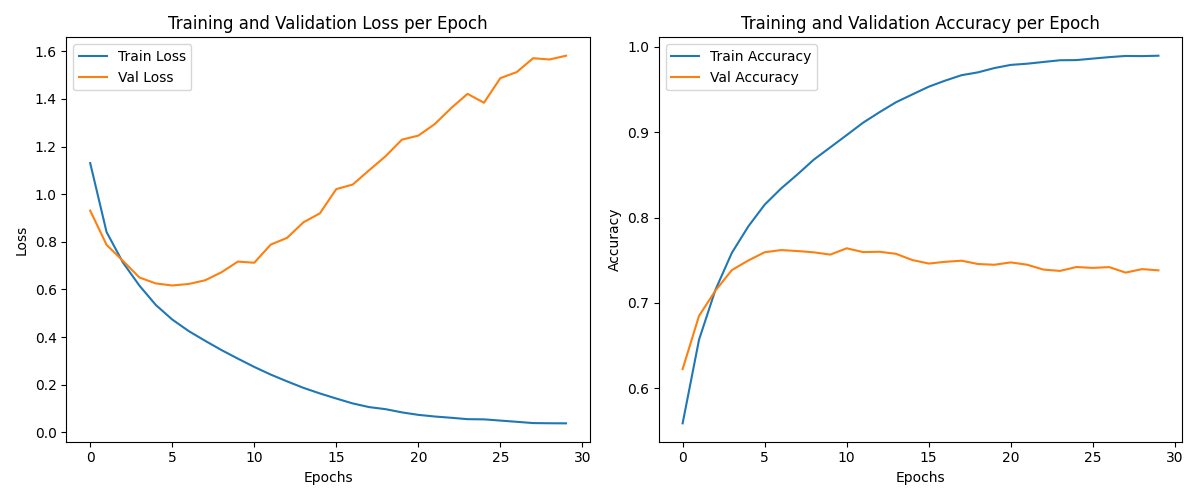 Training and Validation Loss per Epoch
Train Loss
Val Loss
1.6
1.4
1.2
1.0
0.8
0.6
0.4
0.2
0.0
Loss
0 5 10 15 20 25 30
Epochs
Training and Validation Accuracy per Epoch
Train Accuracy
Val Accuracy
1.0
0.9
0.8
0.7
0.6
Accuracy
0 5 10 15 20 25 30
Epochs